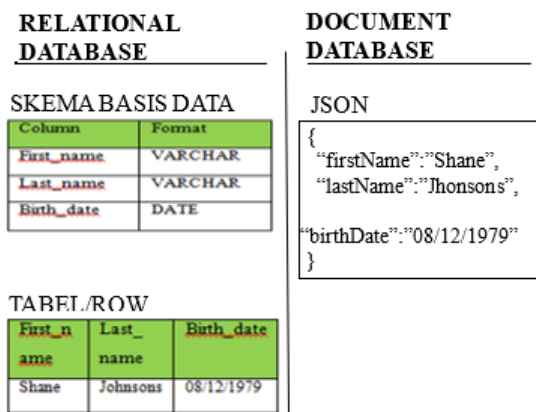 RELATIONAL
DATABASE
SKEMA BASIS DATA
Column Format
First_name VARCHAR
Last_name VARCHAR
Birth_date DATE
TABEL/ROW
First_n Last_ Birth_date
ame name
Shane Johnsons 08/12/1979
DOCUMENT
DATABASE
JSON
{
“firstName”:”Shane”,
“lastName”:”Jhonsons”,
“birthDate”:”08/12/1979”
}